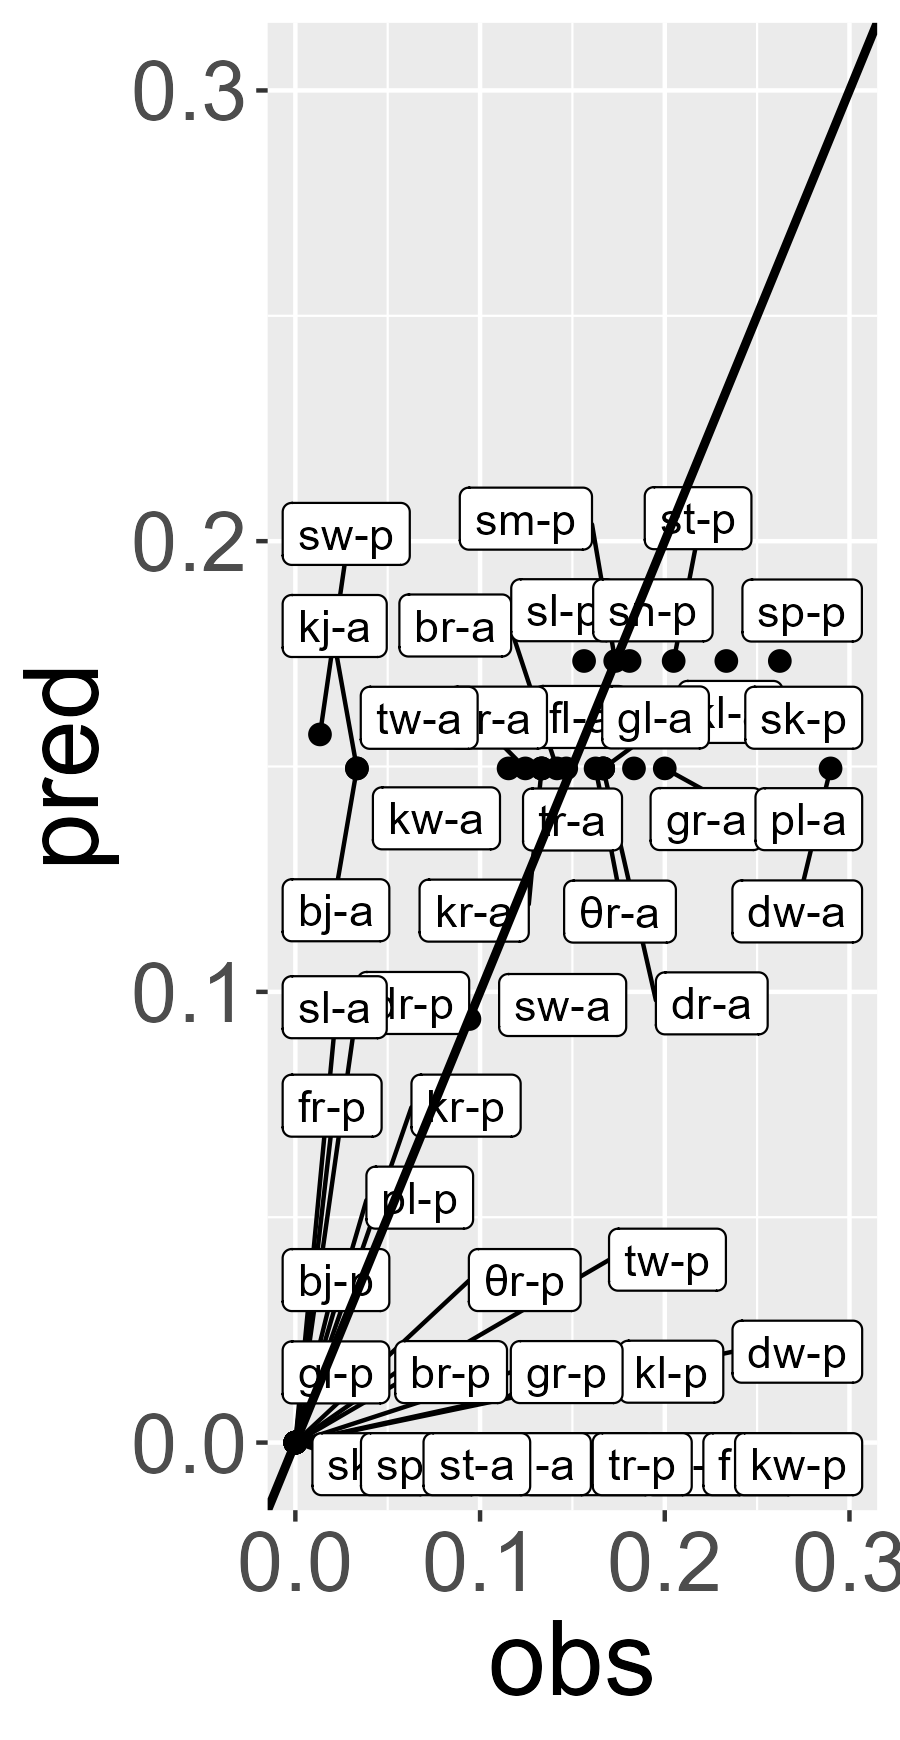 0.3
sm-p st-p
0.2 sw-p
sl-p sn-p sp-p
kj-a br-a
pred
tw-a r-a fl-a gl-a kl- sk-p
kw-a tr-a gr-a pl-a
bj-a kr-a θr-a dw-a
0.1 sl-a dr-p sw-a dr-a
fr-p kr-p
pl-p
tw-p
bj-p θr-p
dw-p
br-p gr-p kl-p
0.0 sp st-a -a tr-p f kw-p
0.0 0.1 0.2 0.3
obs